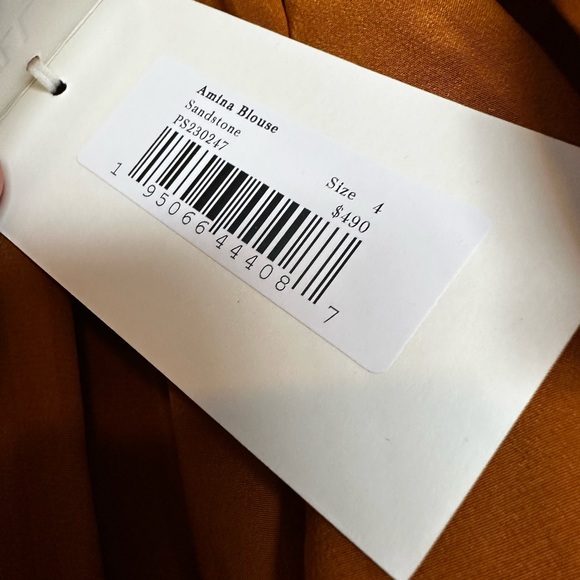 Amina Blouse
Sandstone
PS230247
Size 4
$490
1 95066 44408 7